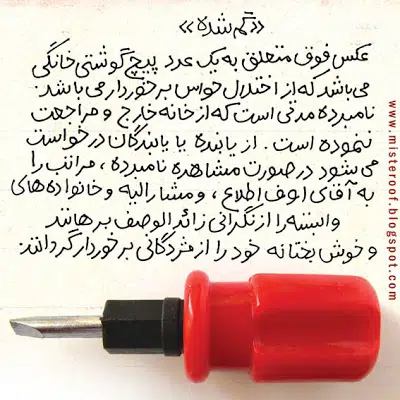 «گم شده»
عکس فوق متعلق به یک عدد پیچ گوشتی خانگی
می باشد که از اختلال حواس برخوردار می باشد.
نامبرده مدتی است که از خانه خارج و مراجعت
ننموده است. از یابنده یا یابندگان درخواست
می شود در صورت مشاهده نامبرده، مراتب را
به آقای اوف اطلاع، و مشارالیه و خانواده های
وابسته را از نگرانی زائدالوصف برهانند
و خوش بختانه خود را از مژدگانی برخوردار گردانند.
www.misteroof.blogspot.com